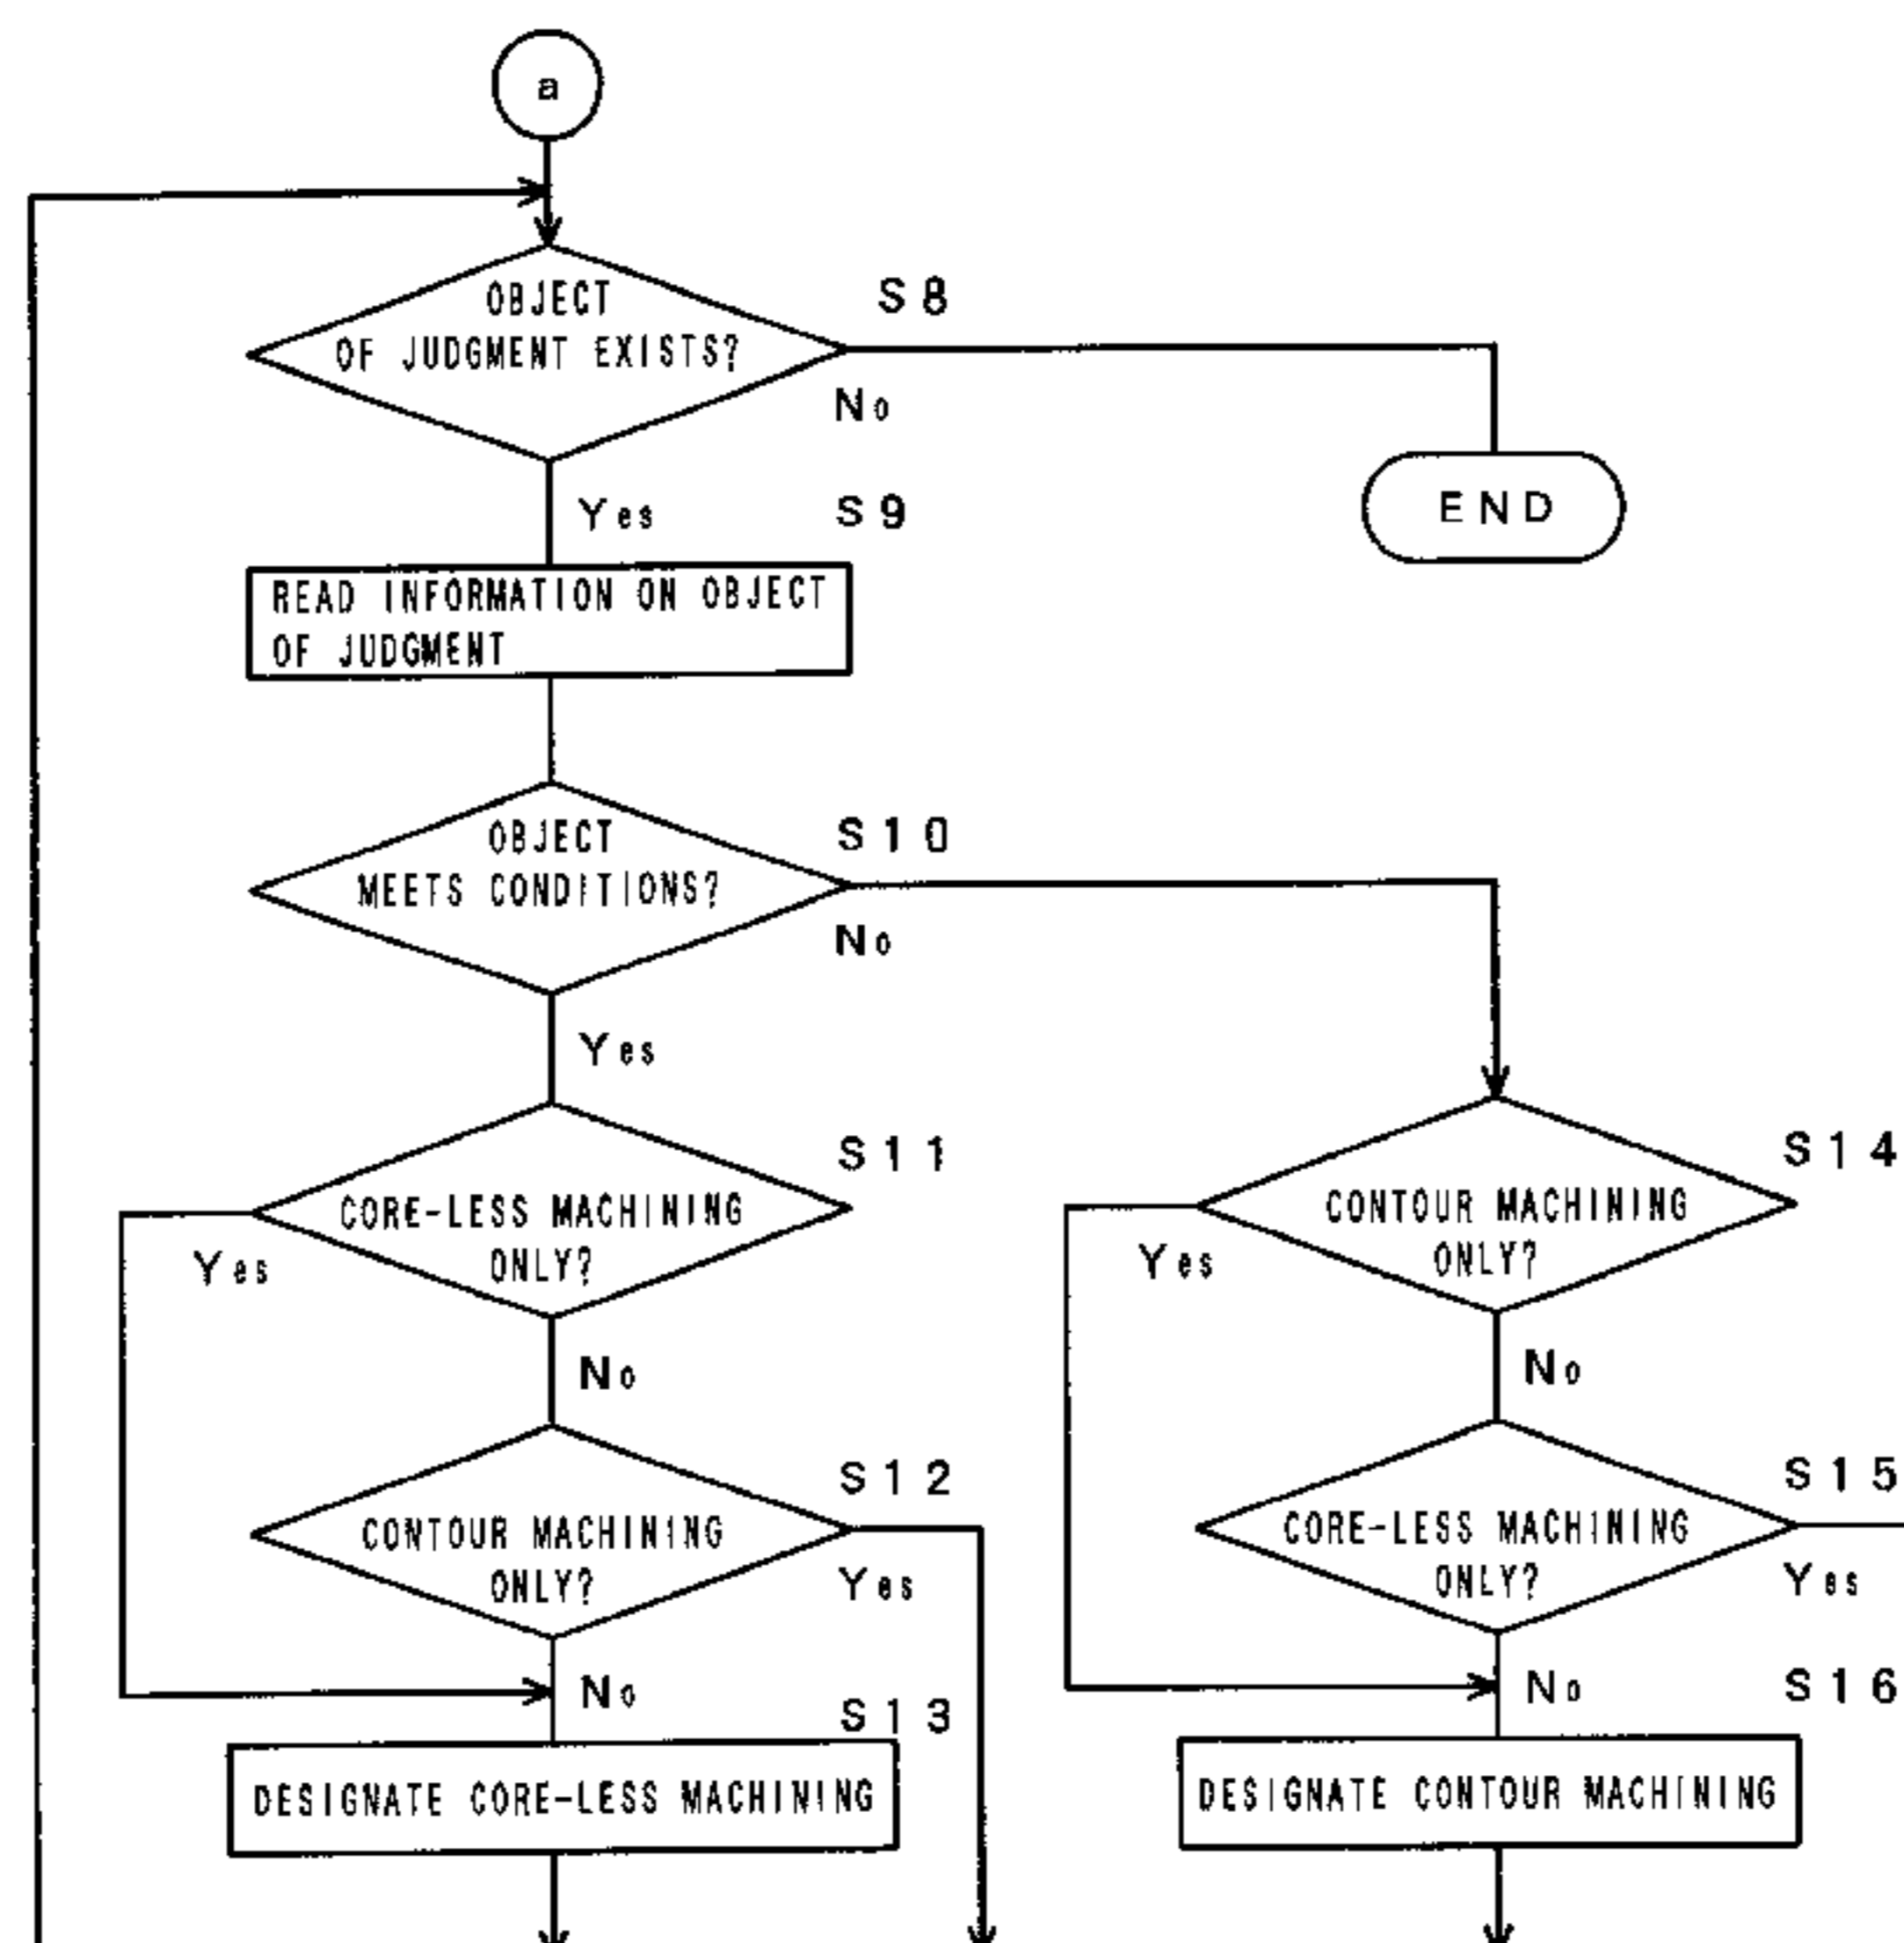 a
OBJECT
OF JUDGMENT EXISTS?
S8
No
Yes
S9
END
READ INFORMATION ON OBJECT
OF JUDGMENT
OBJECT
MEETS CONDITIONS?
S10
No
Yes
S11
CORE-LESS MACHINING
ONLY?
Yes
No
S14
CONTOUR MACHINING
ONLY?
Yes
No
S12
CONTOUR MACHINING
ONLY?
Yes
No
S15
CORE-LESS MACHINING
ONLY?
Yes
No
S13
DESIGNATE CORE-LESS MACHINING
S16
DESIGNATE CONTOUR MACHINING